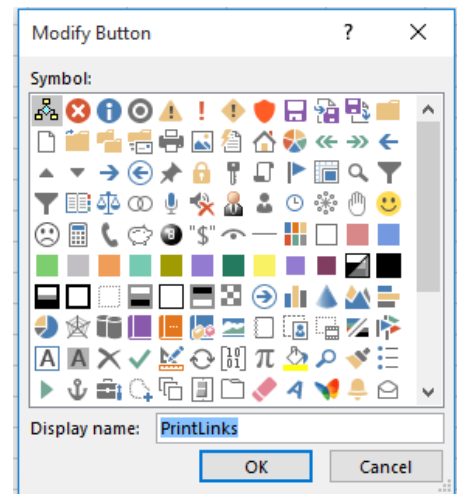 Modify Button ? ×
Symbol:
"$"
Display name: PrintLinks
OK Cancel